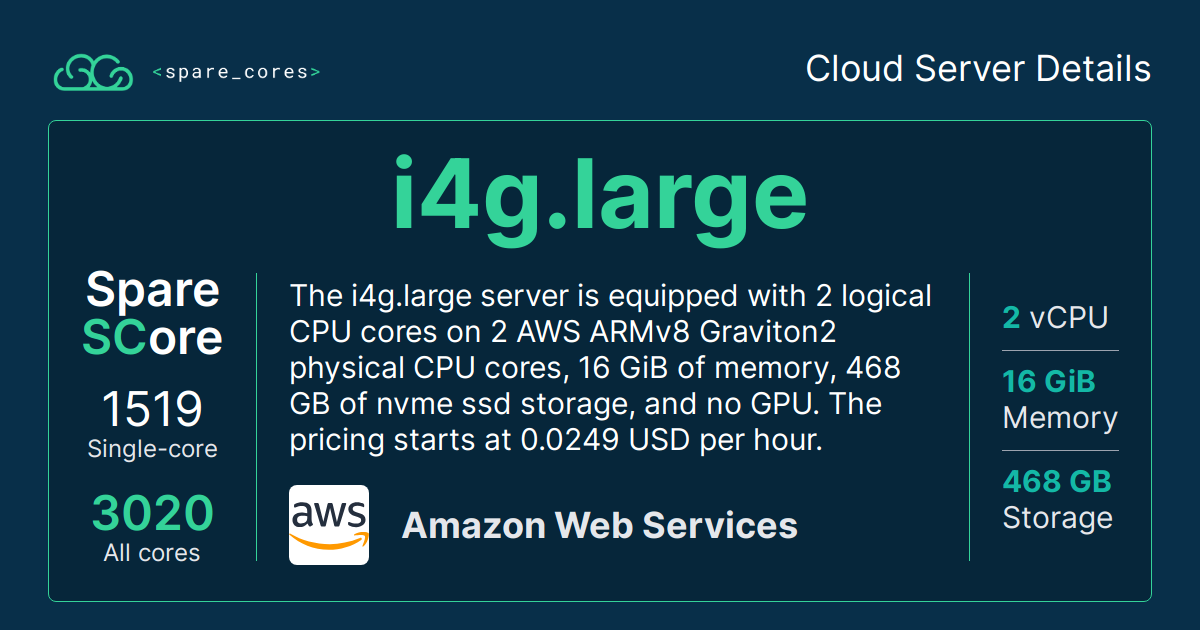 <spare_cores>
Cloud Server Details
i4g.large
Spare
SCore
1519
Single-core
3020
All cores
The i4g.large server is equipped with 2 logical
CPU cores on 2 AWS ARMv8 Graviton2
physical CPU cores, 16 GiB of memory, 468
GB of nvme ssd storage, and no GPU. The
pricing starts at 0.0249 USD per hour.
aws
Amazon Web Services
2 vCPU
16 GiB
Memory
468 GB
Storage